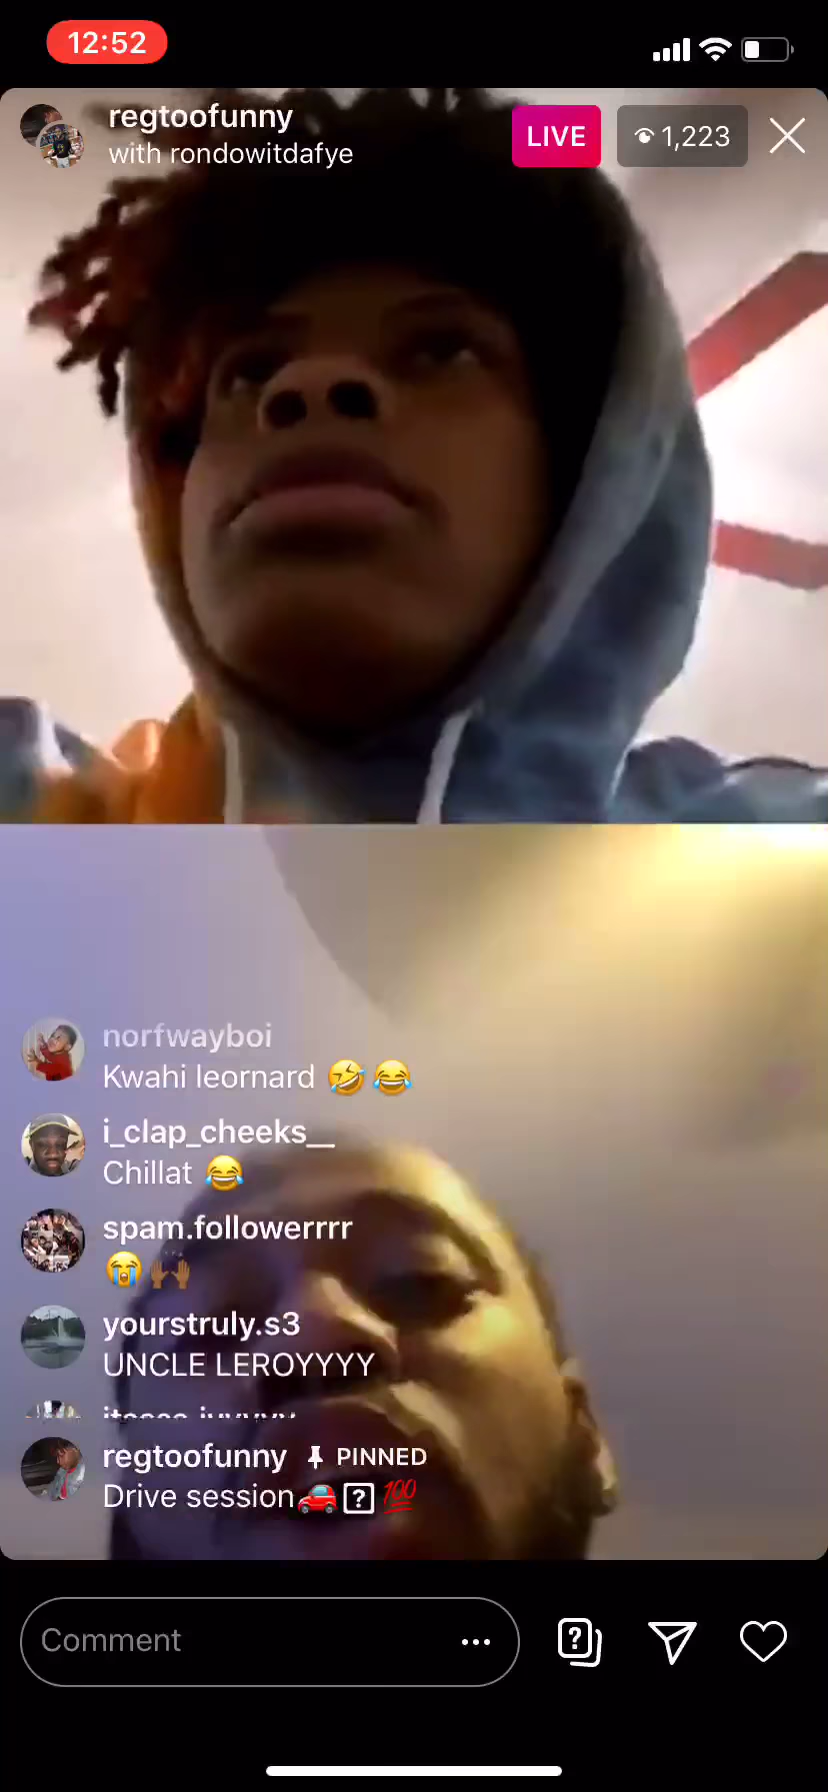 12:52
regtoofunny
with rondowitdafye
LIVE
1,223
norfwayboi
Kwahi leornard 🤣😂
i_clap_cheeks__
Chillat 😂
spam.followerrrr
😭🙌🏾
yourstruly.s3
UNCLE LEROYYYY
regtoofunny PINNED
Drive session🚗⍰💯
Comment